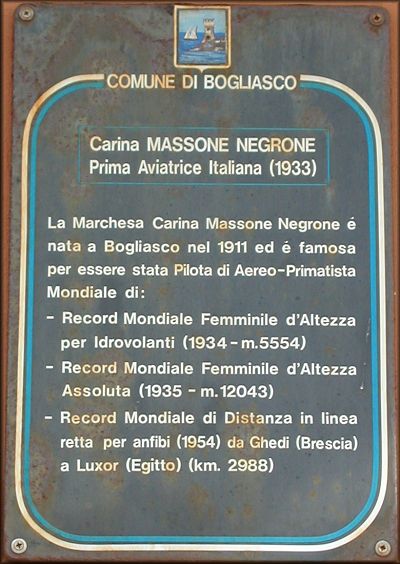 COMUNE DI BOGLIASCO
Carina MASSONE NEGRONE
Prima Aviatrice Italiana (1933)
La Marchesa Carina Massone Negrone é
nata a Bogliasco nel 1911 ed é famosa
per essere stata Pilota di Aereo-Primatista
Mondiale di:
- Record Mondiale Femminile d'Altezza
per Idrovolanti (1934 - m.5554)
- Record Mondiale Femminile d'Altezza
Assoluta (1935 - m.12043)
- Record Mondiale di Distanza in linea
retta per anfibi (1954) da Ghedi (Brescia)
a Luxor (Egitto) (km. 2988)